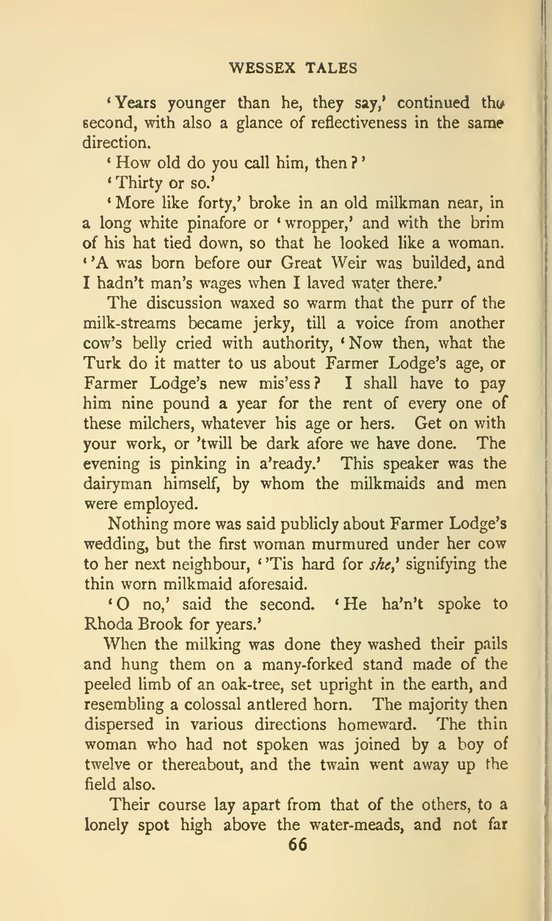 WESSEX TALES
‘Years younger than he, they say,’ continued the
second, with also a glance of reflectiveness in the same
direction.
‘How old do you call him, then?’
‘Thirty or so.’
‘More like forty,’ broke in an old milkman near, in
a long white pinafore or ‘wropper,’ and with the brim
of his hat tied down, so that he looked like a woman.
‘’A was born before our Great Weir was builded, and
I hadn’t man’s wages when I laved water there.’
The discussion waxed so warm that the purr of the
milk-streams became jerky, till a voice from another
cow’s belly cried with authority, ‘Now then, what the
Turk do it matter to us about Farmer Lodge’s age, or
Farmer Lodge’s new mis’ess? I shall have to pay
him nine pound a year for the rent of every one of
these milchers, whatever his age or hers. Get on with
your work, or ’twill be dark afore we have done. The
evening is pinking in a’ready.’ This speaker was the
dairyman himself, by whom the milkmaids and men
were employed.
Nothing more was said publicly about Farmer Lodge’s
wedding, but the first woman murmured under her cow
to her next neighbour, ‘’Tis hard for she,’ signifying the
thin worn milkmaid aforesaid.
‘O no,’ said the second. ‘He ha’n’t spoke to
Rhoda Brook for years.’
When the milking was done they washed their pails
and hung them on a many-forked stand made of the
peeled limb of an oak-tree, set upright in the earth, and
resembling a colossal antlered horn. The majority then
dispersed in various directions homeward. The thin
woman who had not spoken was joined by a boy of
twelve or thereabout, and the twain went away up the
field also.
Their course lay apart from that of the others, to a
lonely spot high above the water-meads, and not far
66